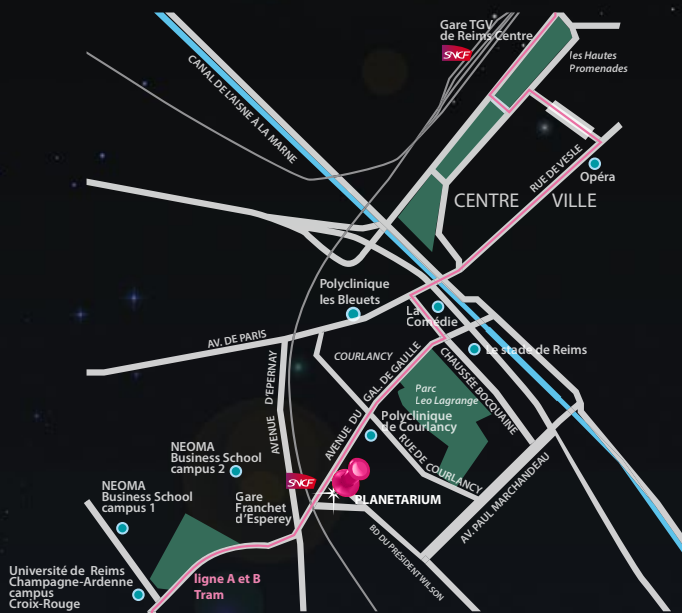 Gare TGV
de Reims Centre
SNCF
les Hautes
Promenades
CANAL DE L'AISNE À LA MARNE
RUE DE VESLE
Opéra
CENTRE VILLE
Polyclinique
les Bleuets
La
Comédie
AV. DE PARIS
Le stade de Reims
COURLANCY
AVENUE D'EPERNAY
AVENUE DU GAL. DE GAULLE
CHAUSSÉE BOCQUAINE
Parc
Leo Lagrange
Polyclinique
de Courlancy
RUE DE COURLANCY
NEOMA
Business School
campus 2
SNCF
NEOMA
Business School
campus 1
Gare
Franchet
d'Esperey
PLANETARIUM
AV. PAUL MARCHANDEAU
BD DU PRÉSIDENT WILSON
Université de Reims
Champagne-Ardenne
campus
Croix-Rouge
ligne A et B
Tram